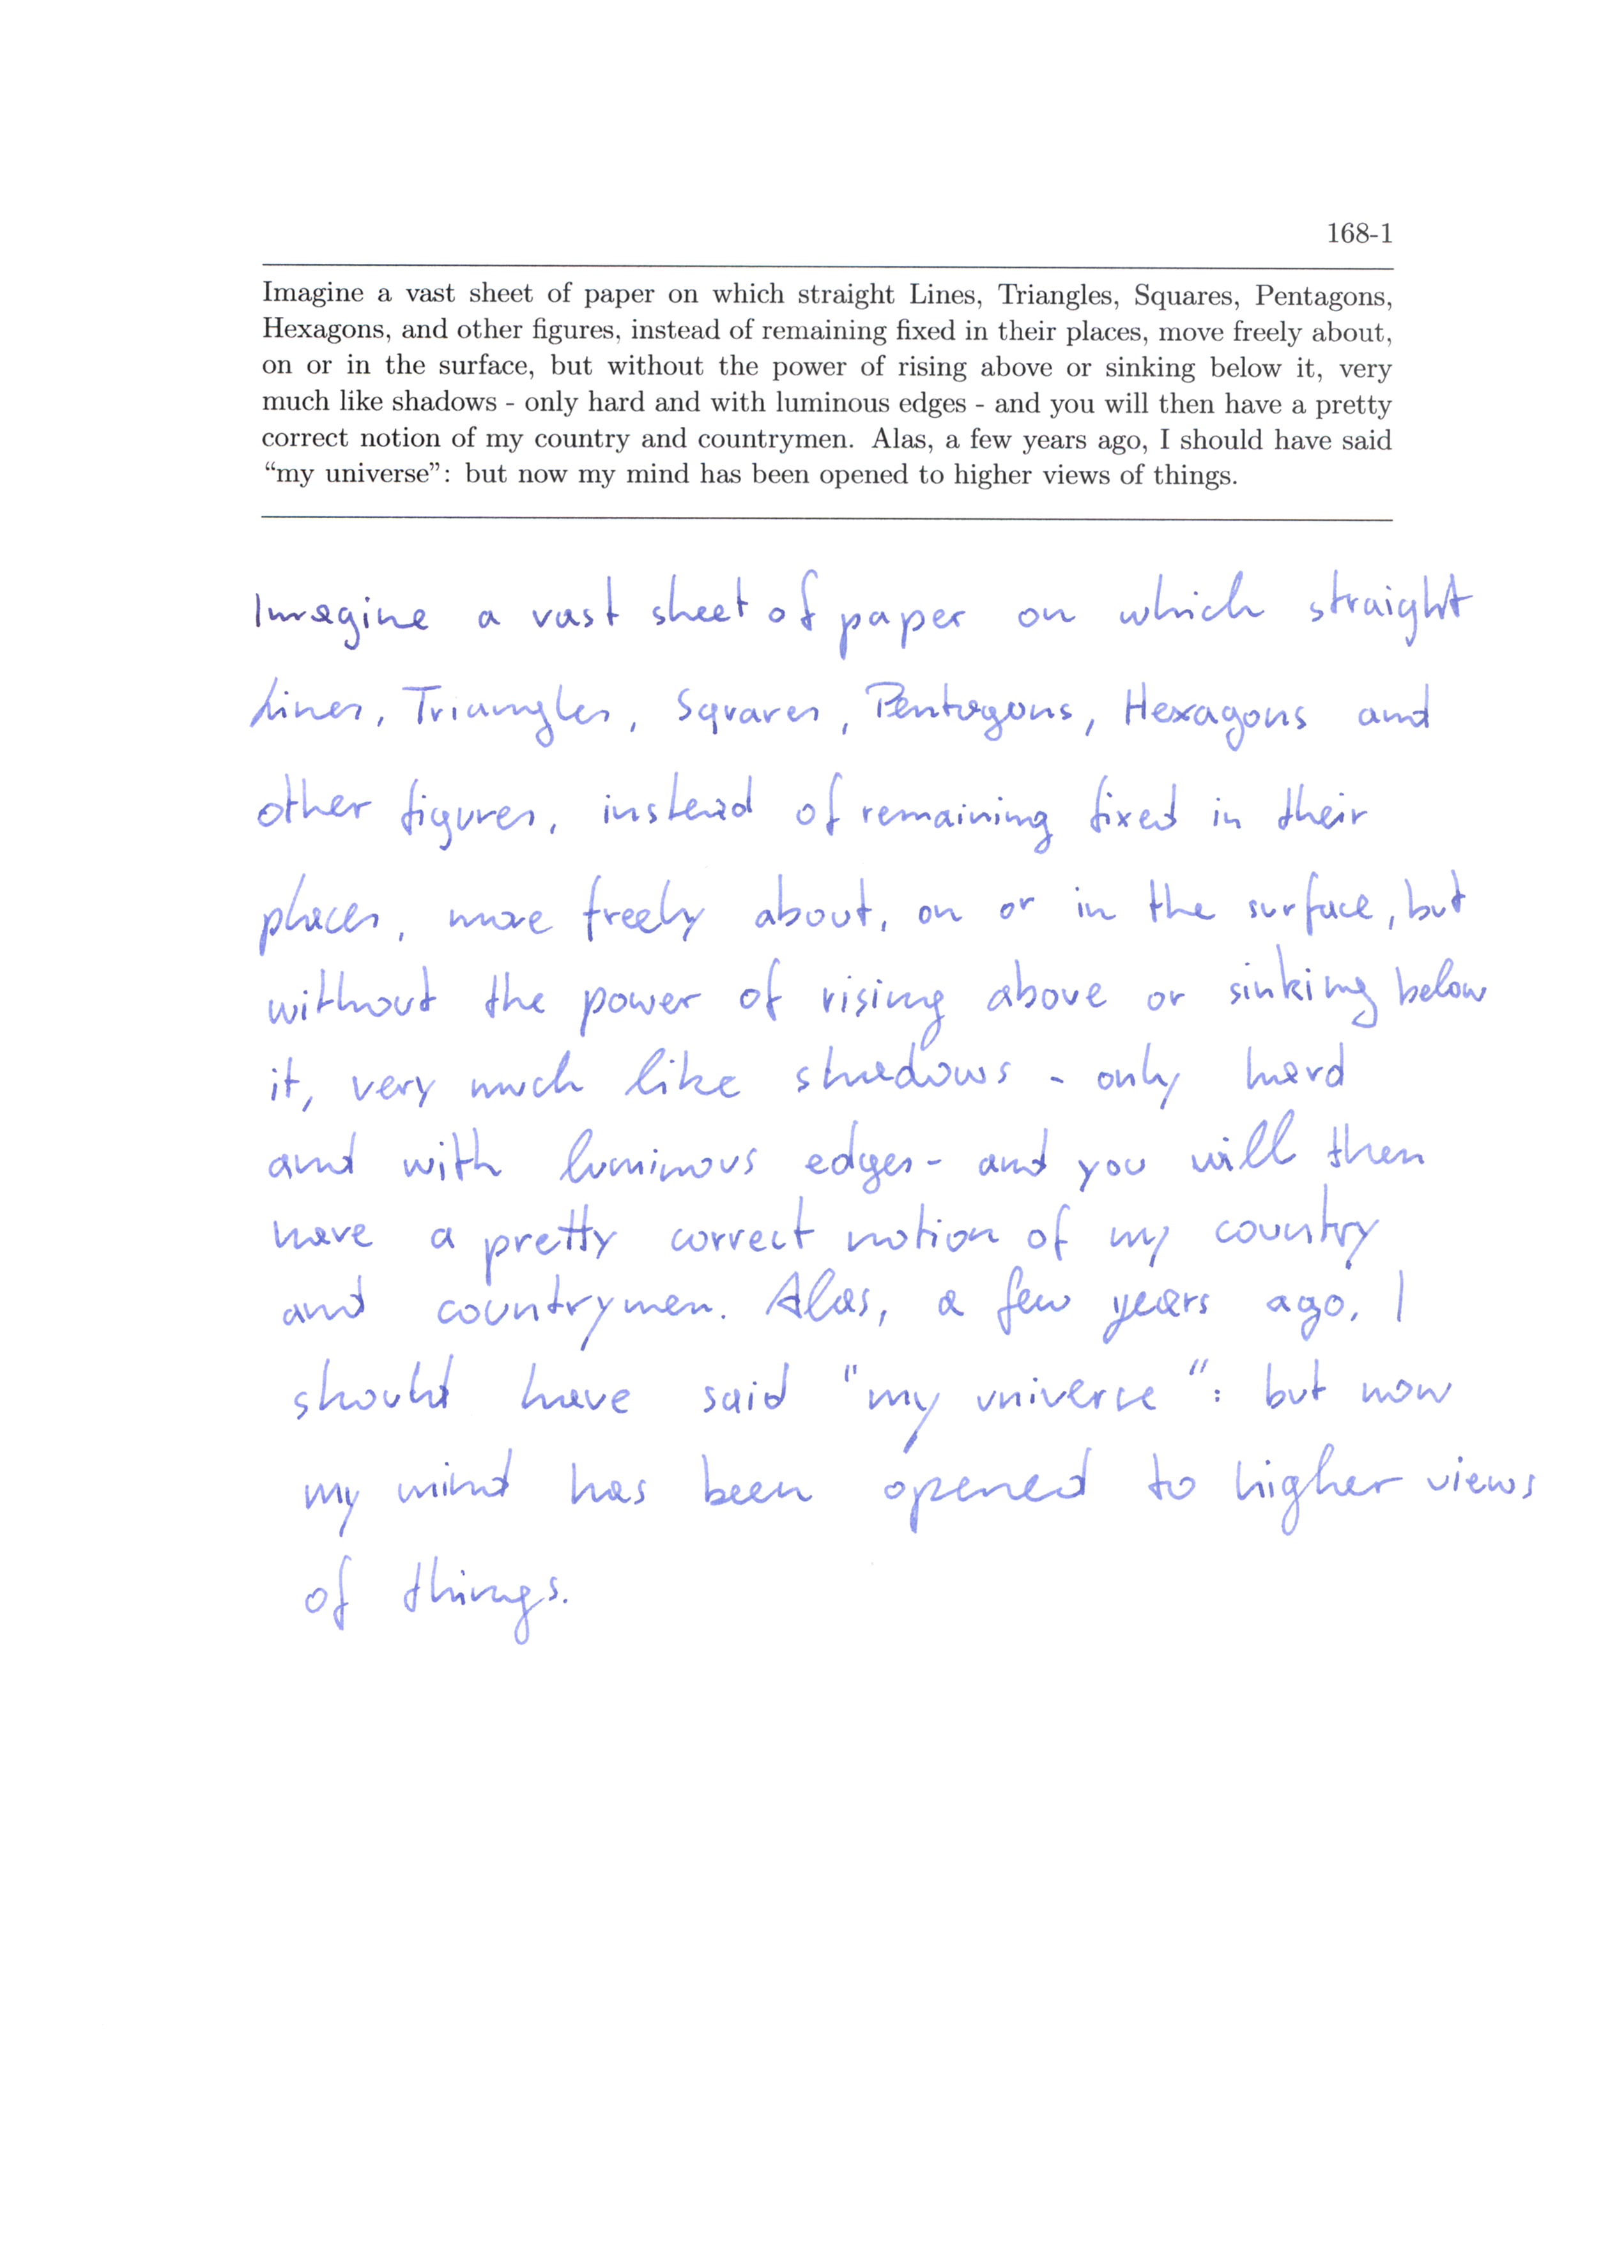 168-1
Imagine a vast sheet of paper on which straight Lines, Triangles, Squares, Pentagons,
Hexagons, and other figures, instead of remaining fixed in their places, move freely about,
on or in the surface, but without the power of rising above or sinking below it, very
much like shadows - only hard and with luminous edges - and you will then have a pretty
correct notion of my country and countrymen. Alas, a few years ago, I should have said
“my universe”: but now my mind has been opened to higher views of things.
Imagine a vast sheet of paper on which straight
Lines, Triangles, Squares, Pentagons, Hexagons and
other figures, instead of remaining fixed in their
places, move freely about, on or in the surface, but
without the power of rising above or sinking below
it, very much like shadows - only hard
and with luminous edges - and you will then
have a pretty correct notion of my country
and countrymen. Alas, a few years ago, I
should have said "my universe": but now
my mind has been opened to higher views
of things.